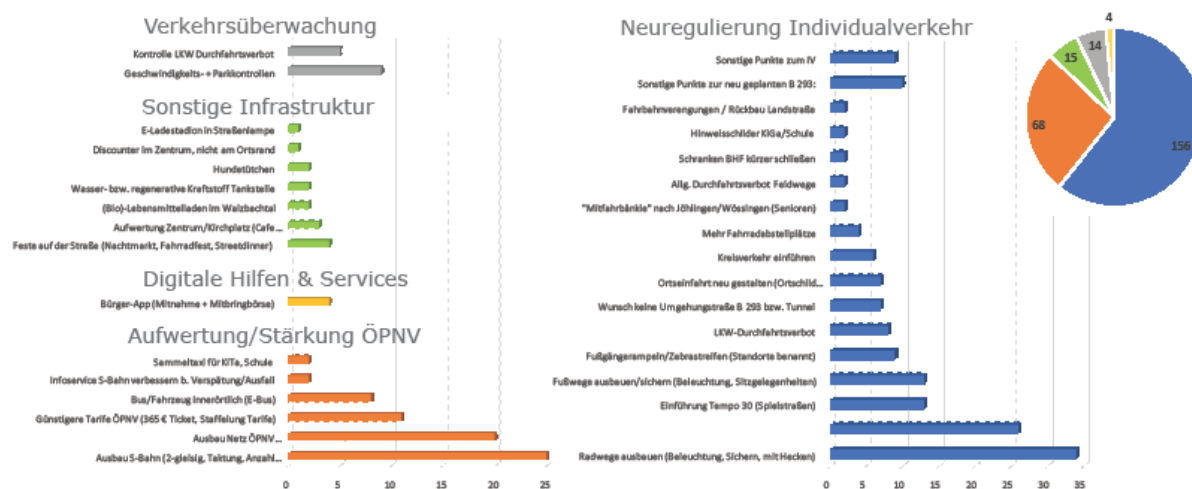 Verkehrsüberwachung
Kontrolle LKW Durchfahrtsverbot
Geschwindigkeits- + Parkkontrollen
Sonstige Infrastruktur
E-Ladestadion in Straßenlampe
Discounter im Zentrum, nicht am Ortsrand
Hundetütchen
Wasser- bzw. regenerative Kraftstoff Tankstelle
(Bio)-Lebensmittelladen im Walzbachtal
Aufwertung Zentrum/Kirchplatz (Cafe...
Feste auf der Straße (Nachtmarkt, Fahrradfest, Streetdinner)
Digitale Hilfen & Services
Bürger-App (Mitnahme + Mitbringbörse)
Aufwertung/Stärkung ÖPNV
Sammeltaxi für KiTa, Schule
Infoservice S-Bahn verbessern b. Verspätung/Ausfall
Bus/Fahrzeug innerörtlich (E-Bus)
Günstigere Tarife ÖPNV (365 € Ticket, Staffelung Tarife)
Ausbau Netz ÖPNV...
Ausbau S-Bahn (2-gleisig, Taktung, Anzahl...
0 5 10 15 20 25
Neuregulierung Individualverkehr
Sonstige Punkte zum IV
Sonstige Punkte zur neu geplanten B 293:
Fahrbahnverengungen / Rückbau Landstraße
Hinweisschilder KiGa/Schule
Schranken BHF kürzer schließen
Allg. Durchfahrtsverbot Feldwege
"Mitfahrbänkle" nach Jöhlingen/Wössingen (Senioren)
Mehr Fahrradabstellplätze
Kreisverkehr einführen
Ortseinfahrt neu gestalten (Ortschild...
Wunsch keine Umgehungstraße B 293 bzw. Tunnel
LKW-Durchfahrtsverbot
Fußgängerampeln/Zebrastreifen (Standorte benannt)
Fußwege ausbauen/sichern (Beleuchtung, Sitzgelegenheiten)
Einführung Tempo 30 (Spielstraßen)
Radwege ausbauen (Beleuchtung, Sichern, mit Hecken)
0 5 10 15 20 25 30 35
4
14
15
68
156